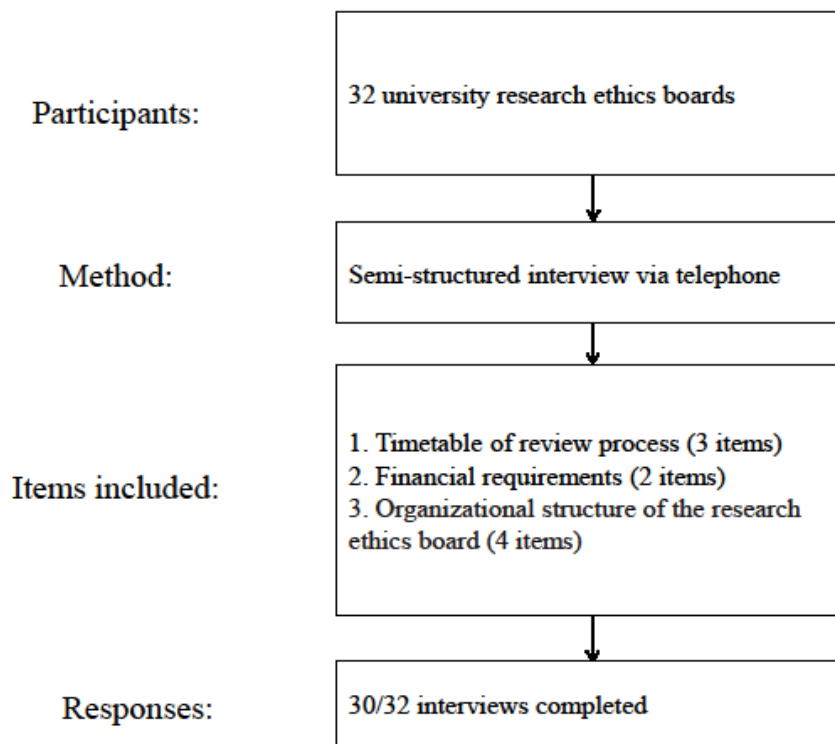 Participants:
32 university research ethics boards
Method:
Semi-structured interview via telephone
Items included:
1. Timetable of review process (3 items)
2. Financial requirements (2 items)
3. Organizational structure of the research
ethics board (4 items)
Responses:
30/32 interviews completed